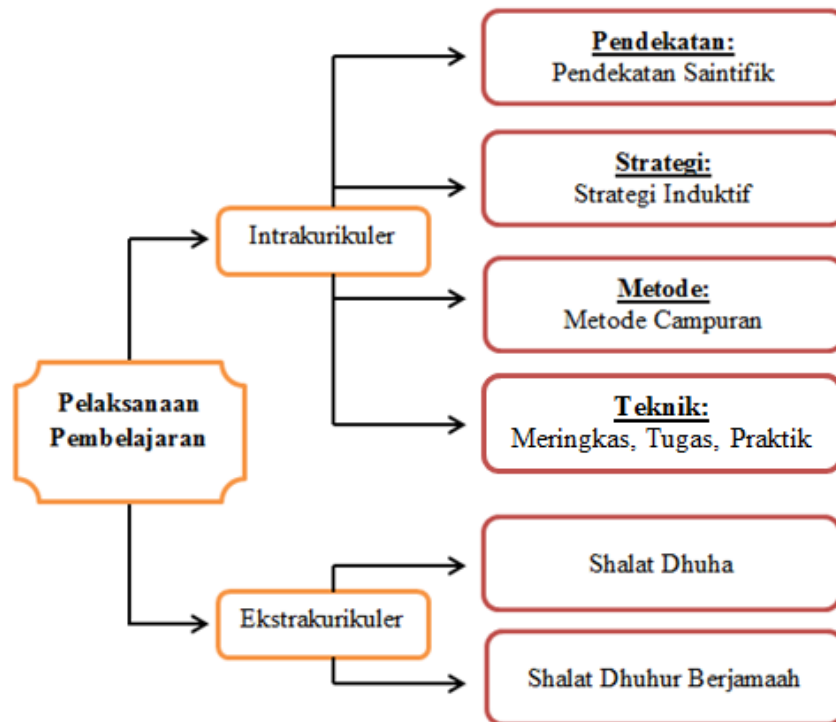 Pendekatan:
Pendekatan Saintifik
Strategi:
Strategi Induktif
Intrakurikuler
Metode:
Metode Campuran
Pelaksanaan
Pembelajaran
Teknik:
Meringkas, Tugas, Praktik
Shalat Dhuha
Ekstrakurikuler
Shalat Dhuhur Berjamaah